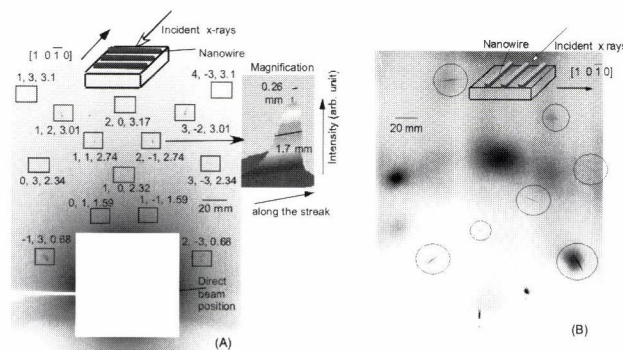 Incident x-rays
Nanowire
[1 0 1̄ 0]
Magnification
1, 3, 3.1
4, -3, 3.1
0.26
mm
2, 0, 3.17
1, 2, 3.01
3, -2, 3.01
1, 1, 2.74
2, -1, 2.74
1.7 mm
Intensity (arb. unit)
0, 3, 2.34
3, -3, 2.34
1, 0, 2.32
20 mm
along the streak
0, 1, 1.59
1, -1, 1.59
-1, 3, 0.68
2, -3, 0.68
Direct
beam
position
(A)
Nanowire
Incident x rays
[1 0 1̄ 0]
20 mm
(B)